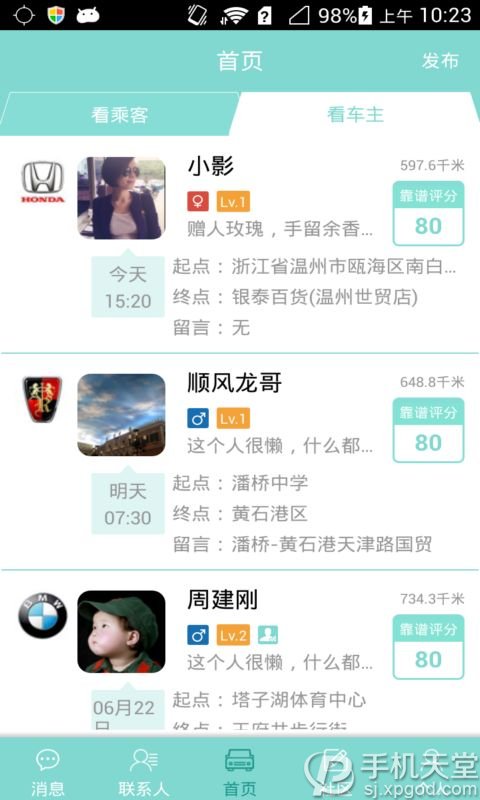 98% 上午 10:23
首页
发布
看乘客
看车主
HONDA
小影
597.6千米
Lv.1
靠谱评分
80
赠人玫瑰，手留余香…
今天
15:20
起点：浙江省温州市瓯海区南白…
终点：银泰百货(温州世贸店)
留言：无
顺风龙哥
648.8千米
Lv.1
靠谱评分
80
这个人很懒，什么都…
明天
07:30
起点：潘桥中学
终点：黄石港区
留言：潘桥-黄石港天津路国贸
BMW
周建刚
734.3千米
Lv.2
靠谱评分
80
这个人很懒，什么都…
06月22
日
起点：塔子湖体育中心
终点：王府井步行街
消息
联系人
首页
手机天堂
sj.xpgod.com